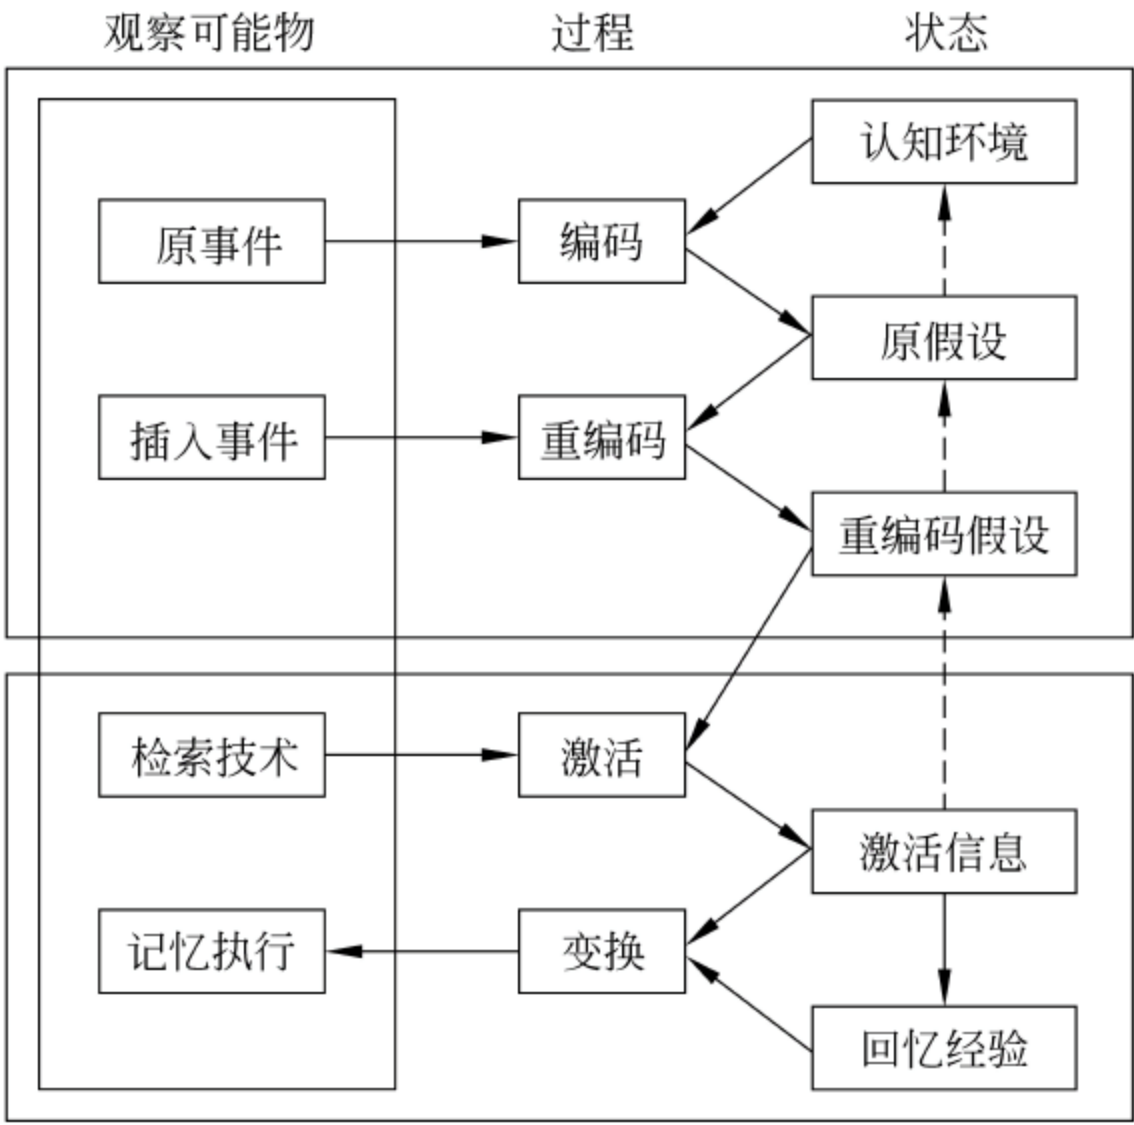 观察可能物 过程 状态
认知环境
原事件 编码
原假设
插入事件 重编码
重编码假设
检索技术 激活
激活信息
记忆执行 变换
回忆经验